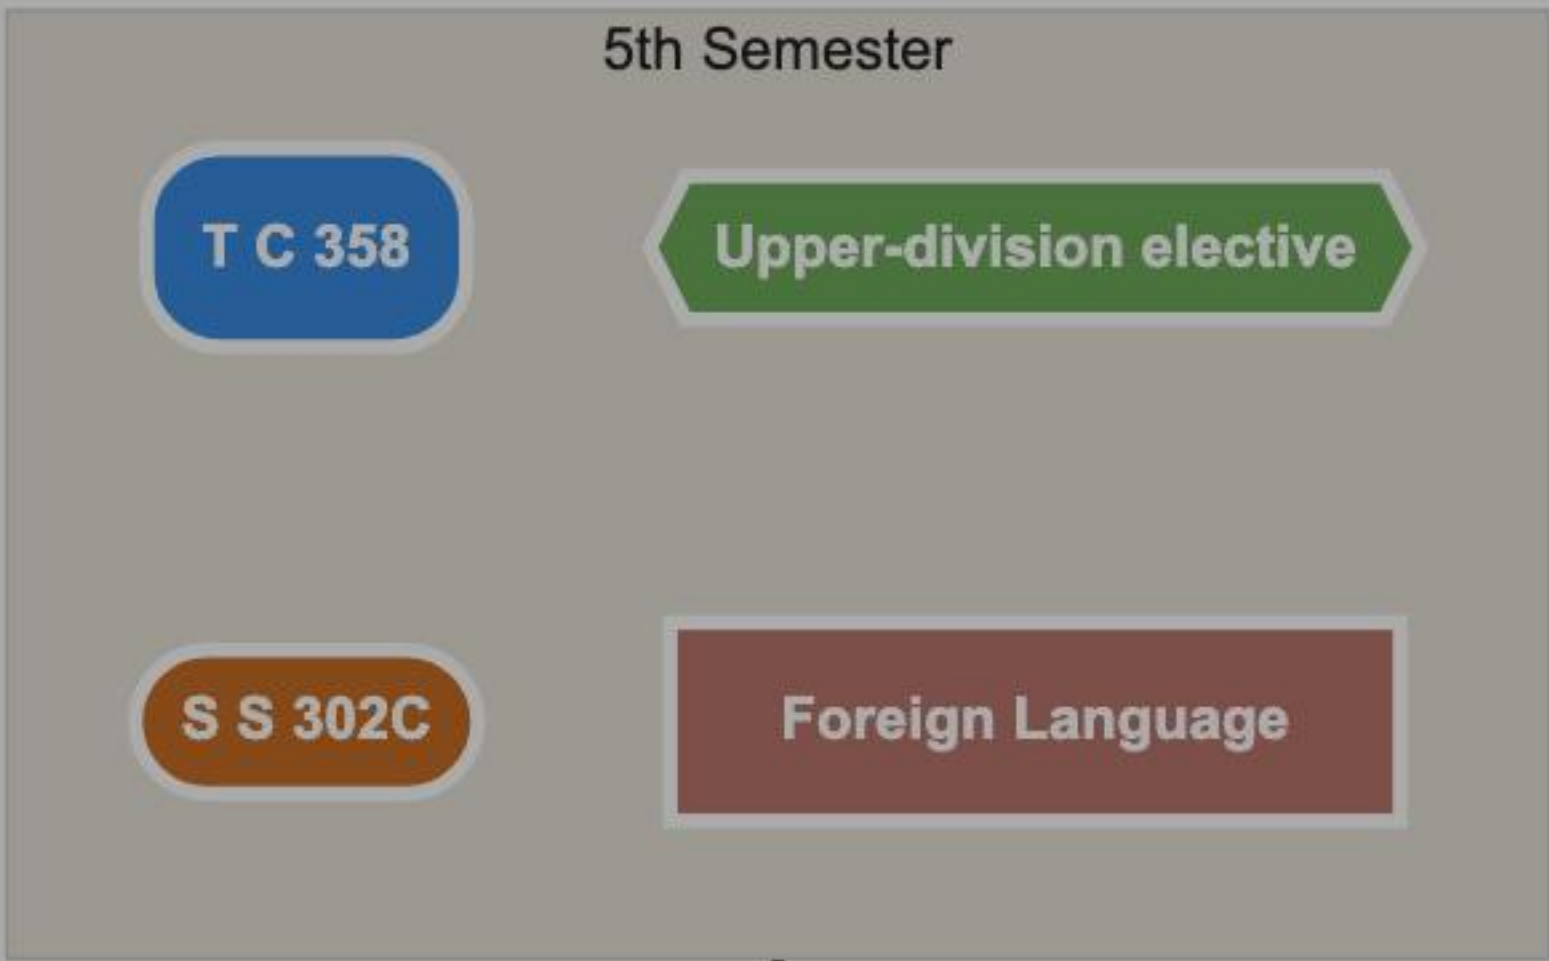 5th Semester
T C 358
Upper-division elective
S S 302C
Foreign Language